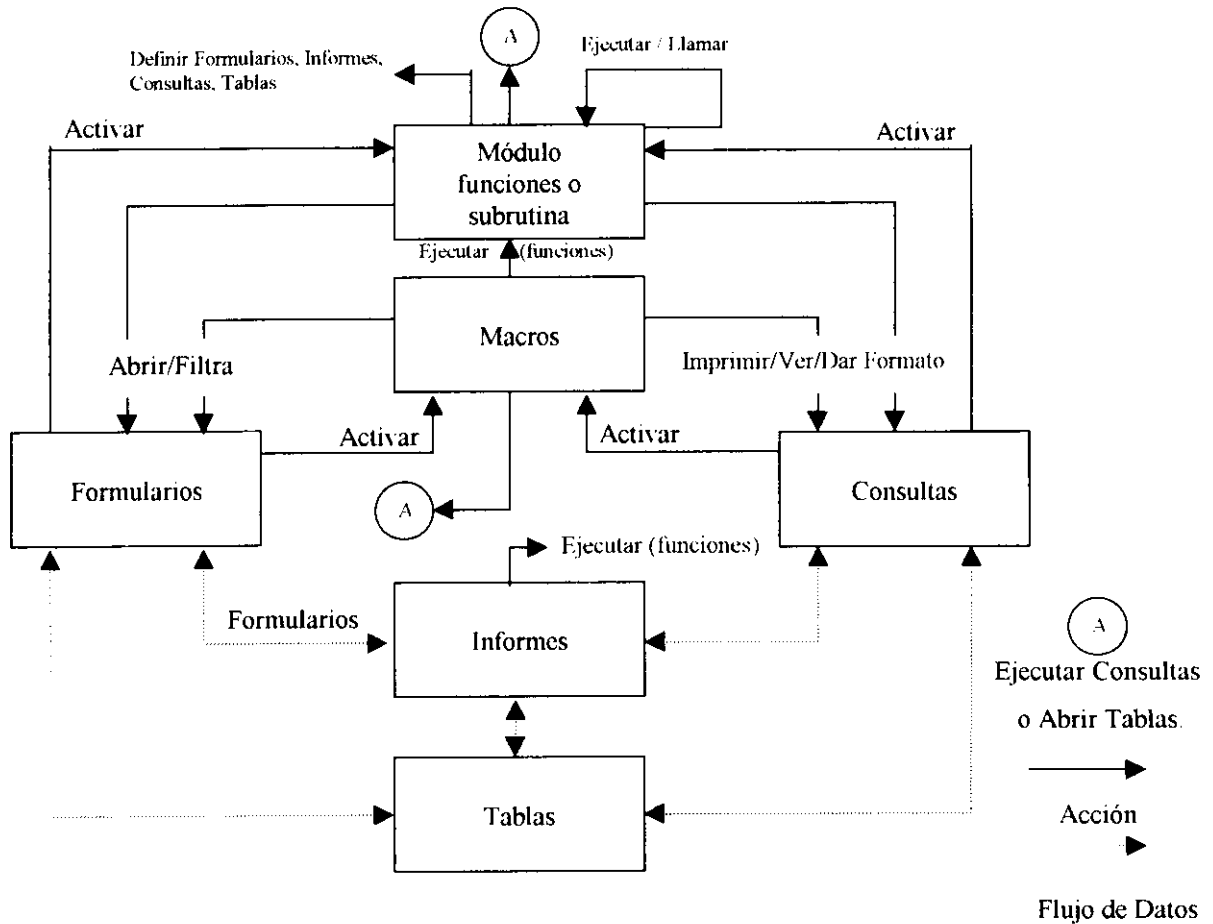 A
Ejecutar / Llamar
Definir Formularios, Informes,
Consultas, Tablas
Activar
Activar
Módulo
funciones o
subrutina
Ejecutar (funciones)
Macros
Abrir/Filtra
Imprimir/Ver/Dar Formato
Activar
Activar
Formularios
Consultas
A
Ejecutar (funciones)
Formularios
Informes
A
Ejecutar Consultas
o Abrir Tablas.
Tablas
Acción
Flujo de Datos